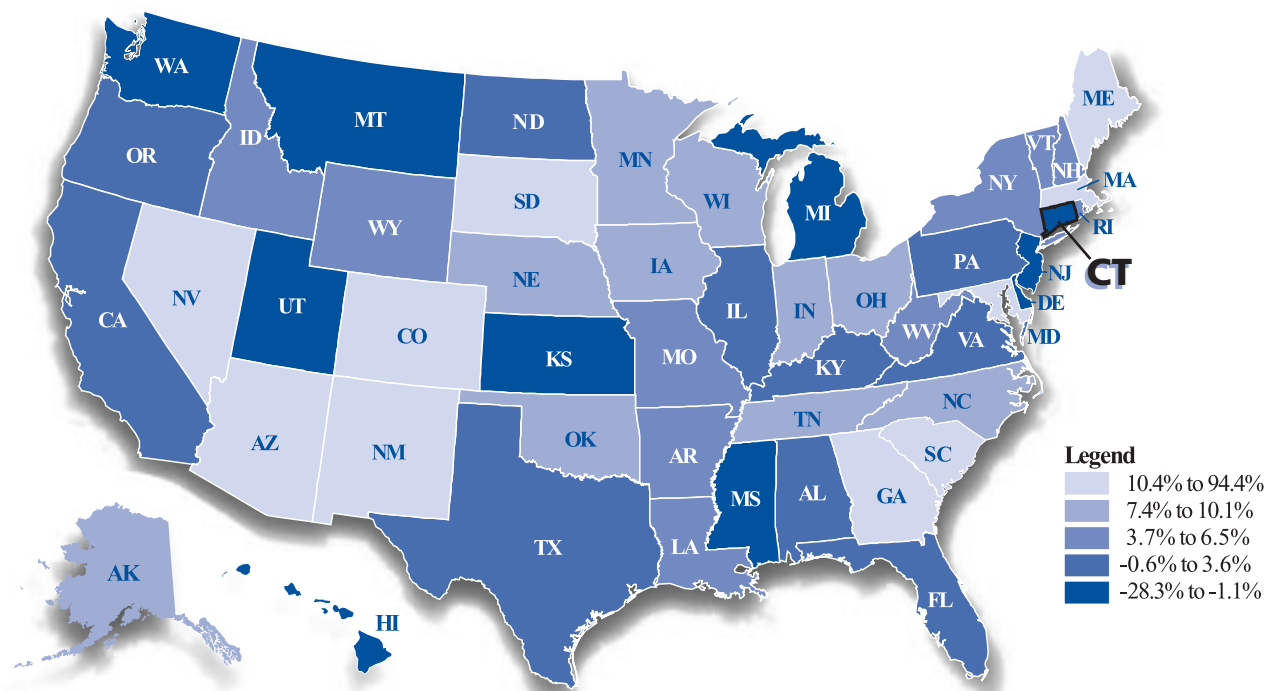 WA
MT
ND
MN
ME
VT
NH
ID
OR
SD
WI
NY
MA
MI
RI
WY
CT
IA
PA
NJ
NE
NV
UT
IL
IN
OH
DE
CA
CO
WV
MD
VA
KS
MO
KY
NC
TN
AZ
NM
OK
AR
SC
MS
AL
GA
TX
LA
AK
FL
HI
Legend
10.4% to 94.4%
7.4% to 10.1%
3.7% to 6.5%
-0.6% to 3.6%
-28.3% to -1.1%